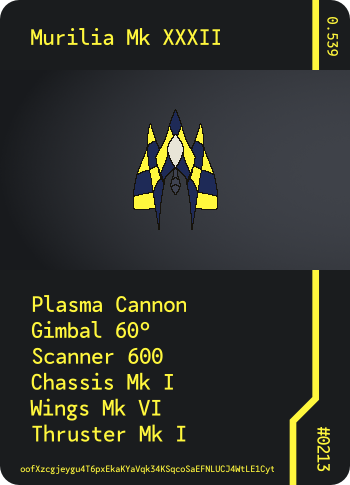 Murilia Mk XXXII
0.539
Plasma Cannon
Gimbal 60°
Scanner 600
Chassis Mk I
Wings Mk VI
Thruster Mk I
#0213
oofXzcgjeygu4T6pxEkaKYaVqk34KSqcoSaEFNLUCJ4WtLE1Cyt